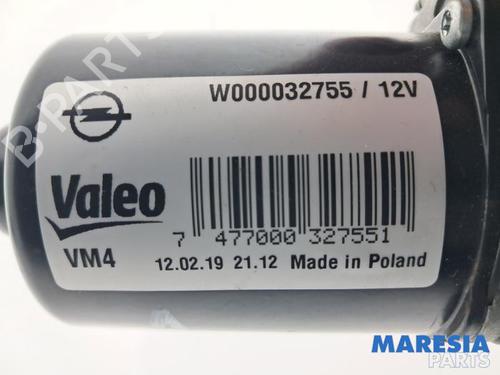 W000032755 / 12V
Valeo
7 477000 327551
VM4
12.02.19 21.12 Made in Poland
B-PARTS
MARESIA
PARTS